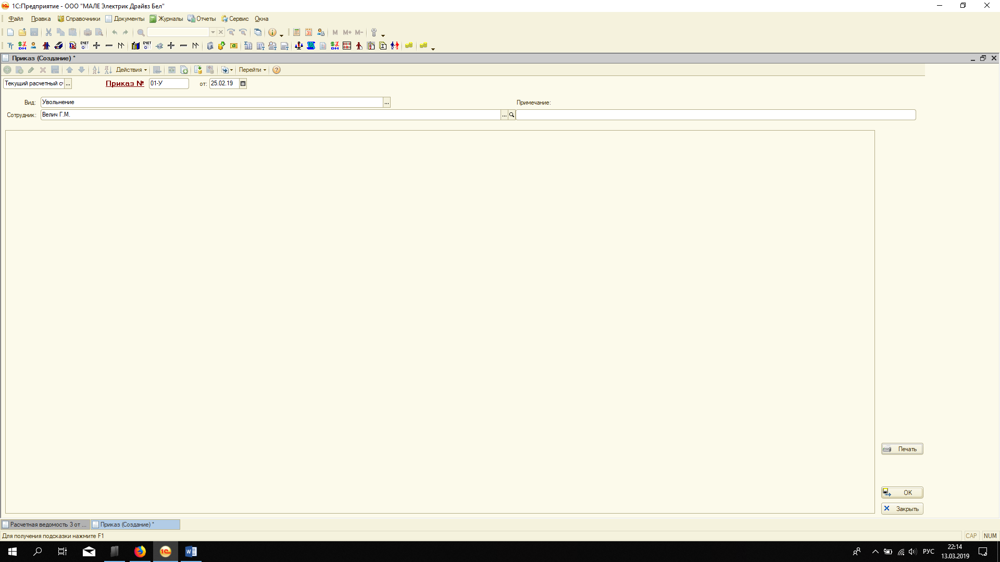 1С:Предприятие - ООО "МАЛЕ Электрик Драйвз Бел"
Файл Правка Справочники Документы Журналы Отчеты Сервис Окна
M M+ M-
Приказ (Создание) *
Действия Перейти
Текущий расчетный сч Приказ № 01-У от: 25.02.19
Вид: Увольнение Примечание:
Сотрудник: Велич Г.М.
Печать
OK
Закрыть
Расчетная ведомость 3 от ... Приказ (Создание) *
Для получения подсказки нажмите F1 CAP NUM
РУС 22:14
13.03.2019